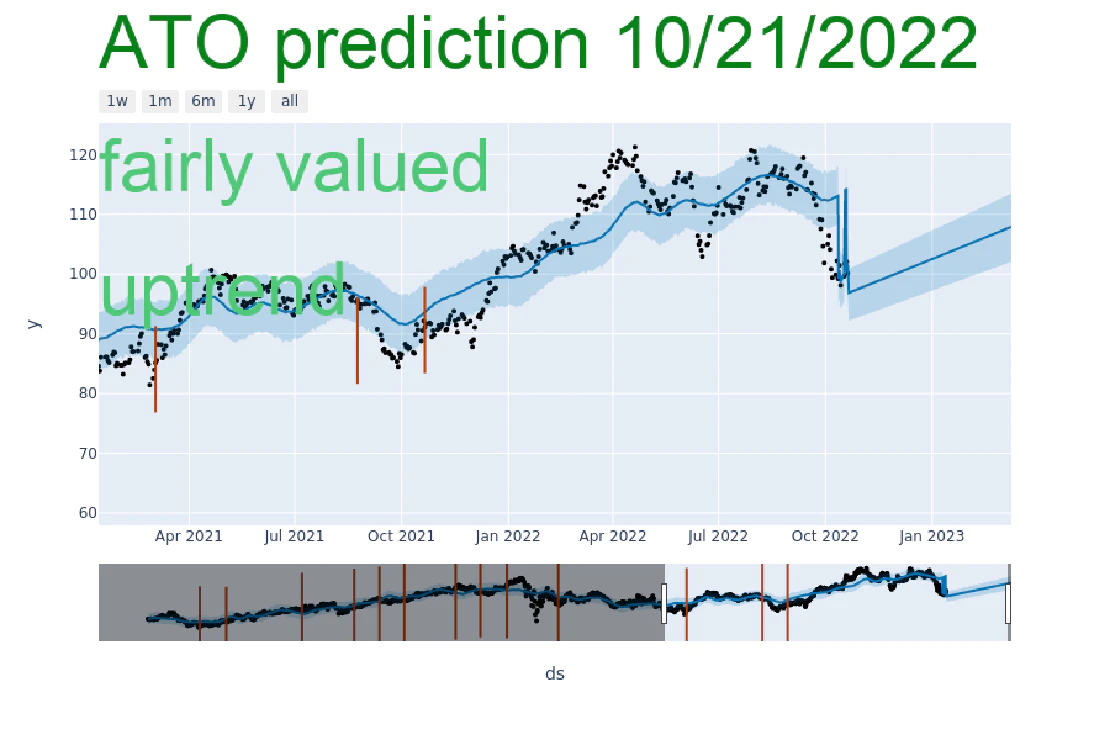 ATO prediction 10/21/2022
1w 1m 6m 1y all
fairly valued
uptrend
120
110
100
90
80
70
60
y
Apr 2021 Jul 2021 Oct 2021 Jan 2022 Apr 2022 Jul 2022 Oct 2022 Jan 2023
ds